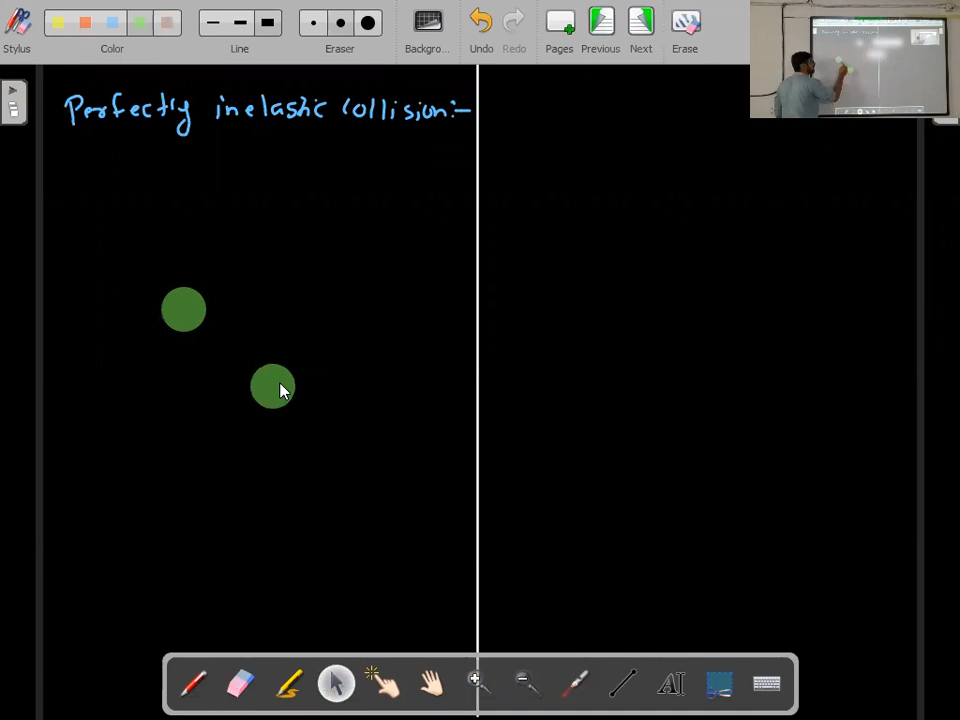 Stylus
Color
Line
Eraser
Backgro...
Undo
Redo
Pages
Previous
Next
Erase
Perfectly inelastic collision:-